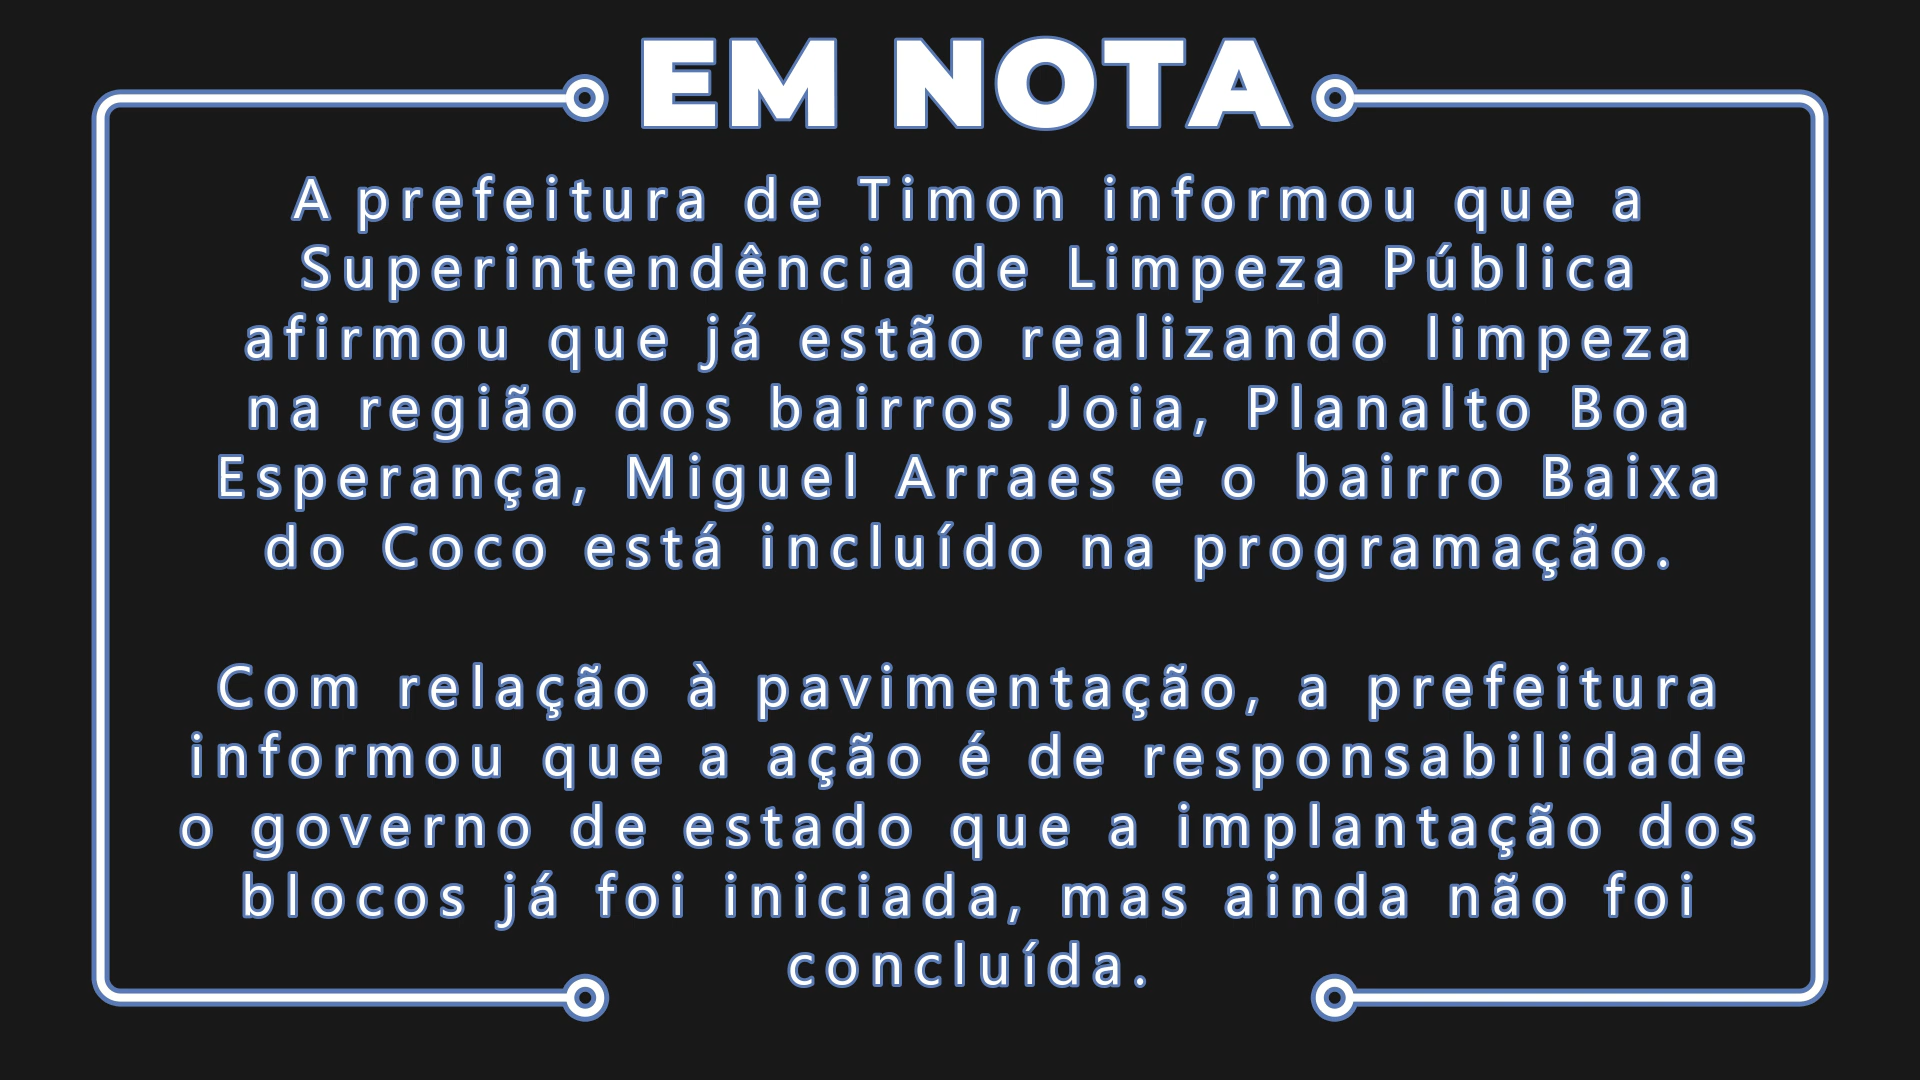 EM NOTA
A prefeitura de Timon informou que a
Superintendência de Limpeza Pública
afirmou que já estão realizando limpeza
na região dos bairros Joia, Planalto Boa
Esperança, Miguel Arraes e o bairro Baixa
do Coco está incluído na programação.
Com relação à pavimentação, a prefeitura
informou que a ação é de responsabilidade
o governo de estado que a implantação dos
blocos já foi iniciada, mas ainda não foi
concluída.